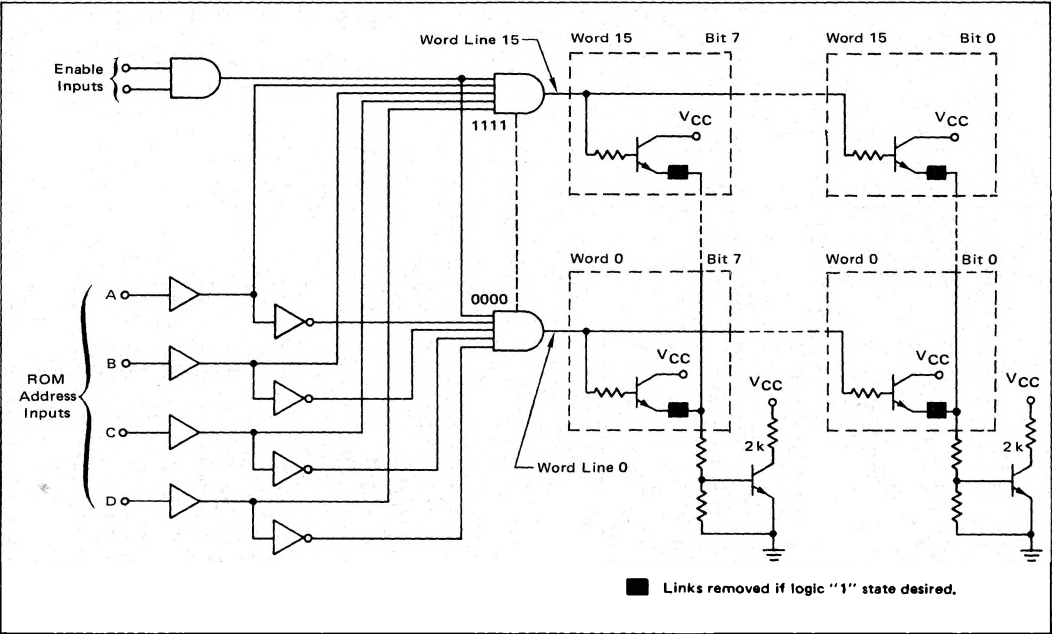 Word Line 15
Word 15 Bit 7
Word 15 Bit 0
Enable
Inputs
1111
VCC
VCC
Word 0 Bit 7
Word 0 Bit 0
0000
A
B
C
D
ROM
Address
Inputs
VCC
VCC
VCC
VCC
2k
2k
Word Line 0
Links removed if logic "1" state desired.